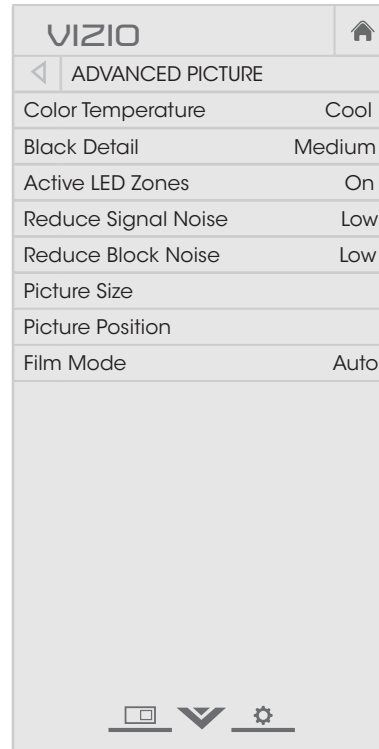 VIZIO
ADVANCED PICTURE
Color Temperature Cool
Black Detail Medium
Active LED Zones On
Reduce Signal Noise Low
Reduce Block Noise Low
Picture Size
Picture Position
Film Mode Auto